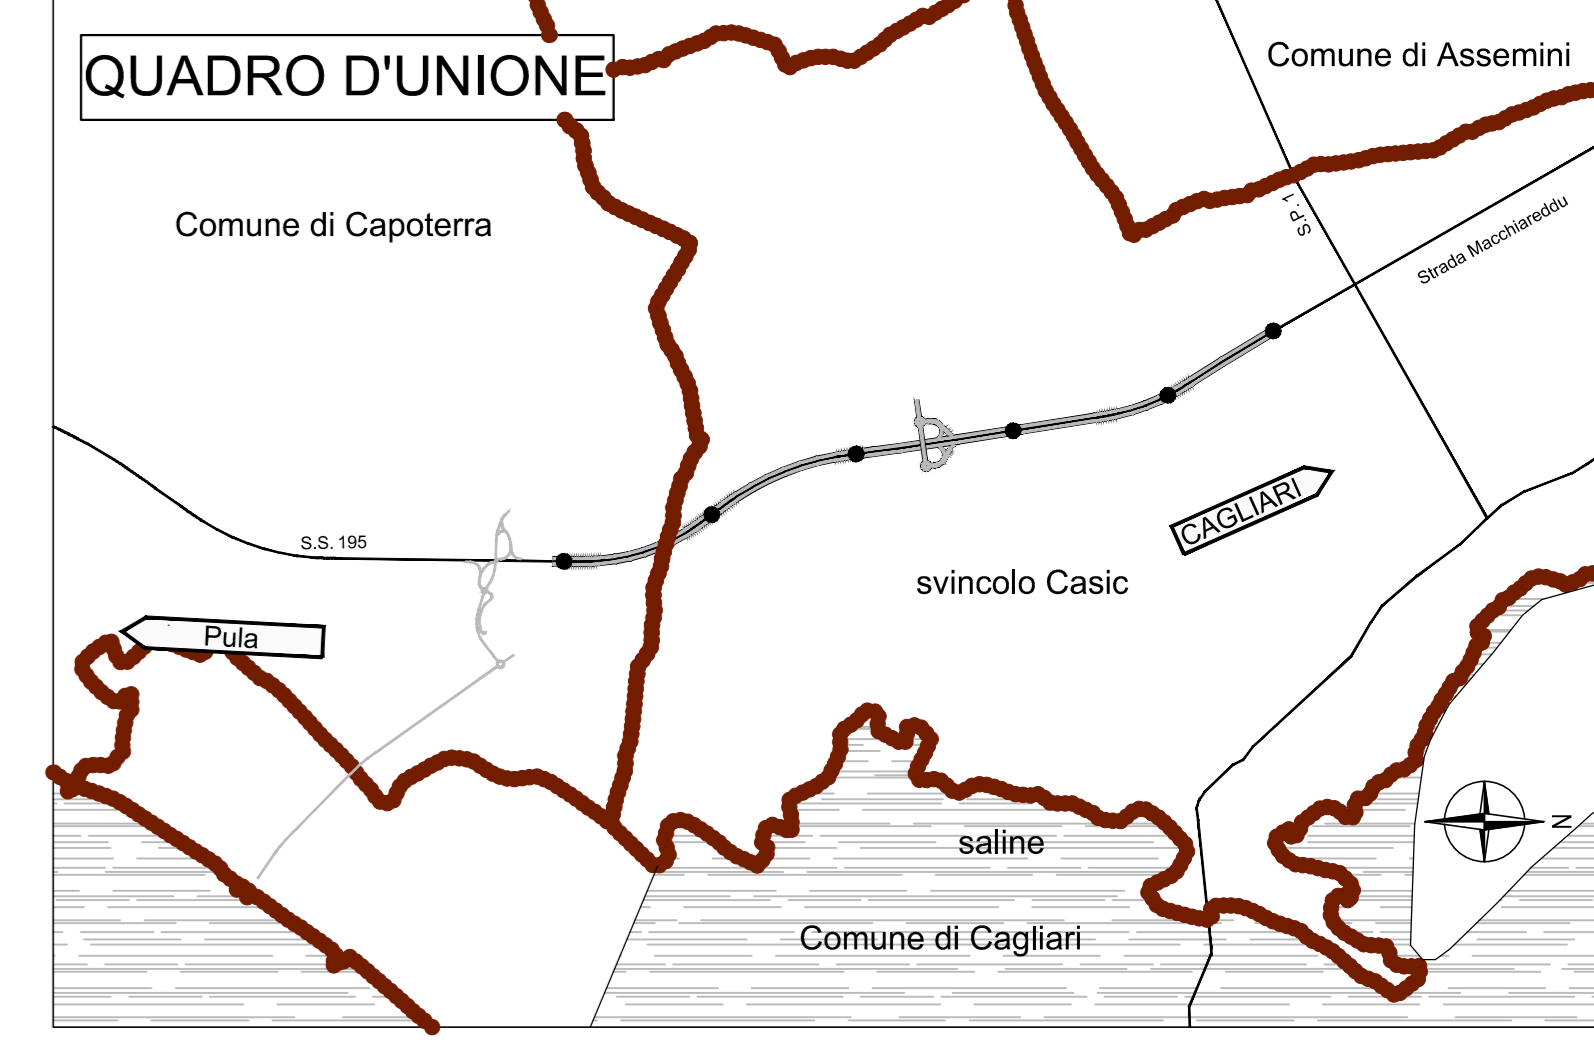 Comune di Assemini
QUADRO D'UNIONE
Comune di Capoterra
S.P. 1
Strada Macchiareddu
CAGLIARI
S.S. 195
svincolo Casic
Pula
saline
N
Comune di Cagliari